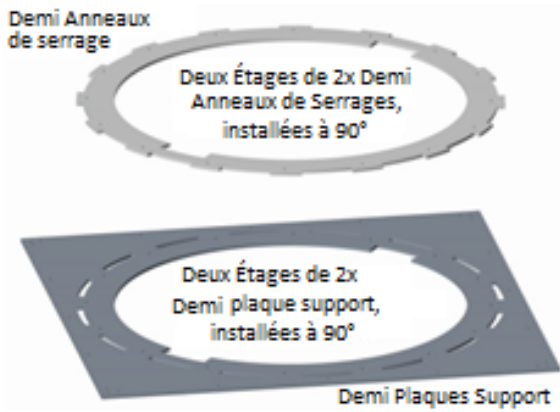 Demi Anneaux
de serrage
Deux Étages de 2x Demi
Anneaux de Serrages,
installées à 90°
Deux Étages de 2x
Demi plaque support,
installées à 90°
Demi Plaques Support